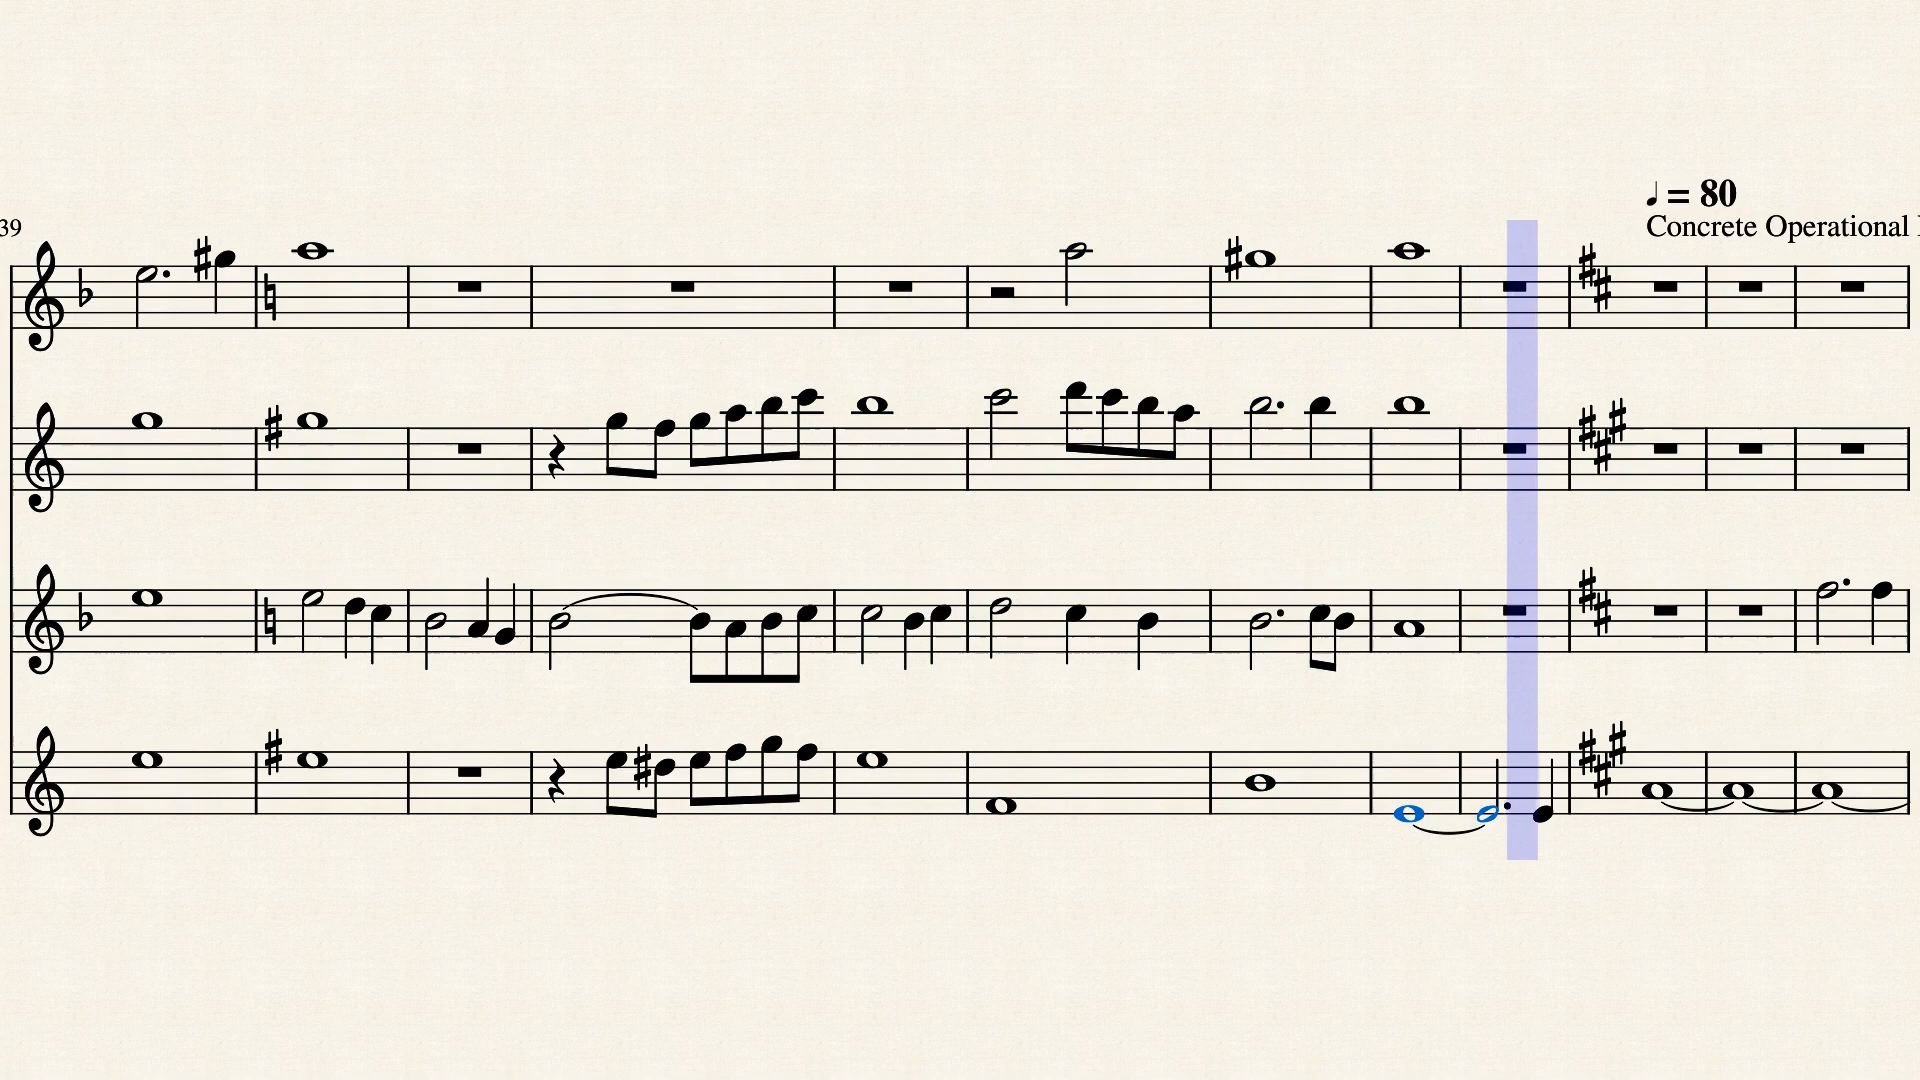 ♩ = 80
Concrete Operational
39